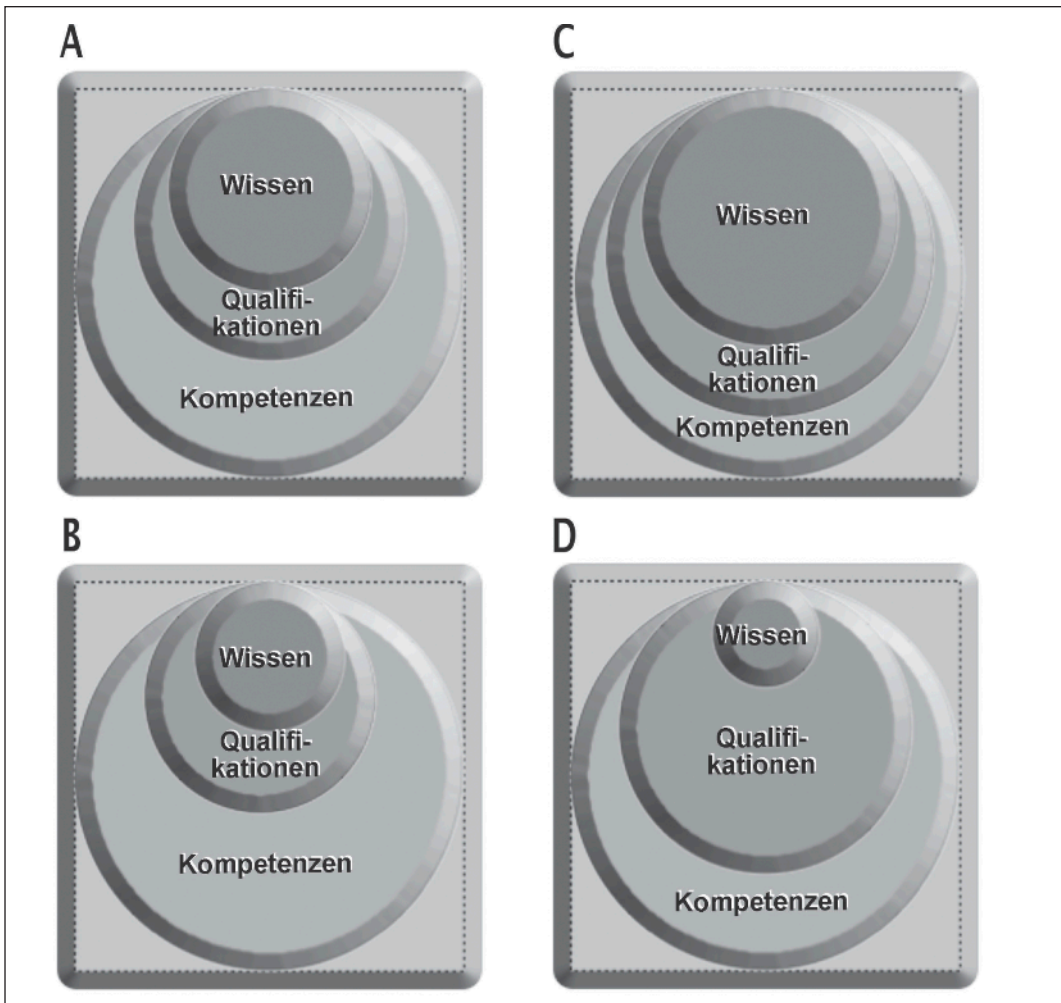 A
Wissen
Qualifi-
kationen
Kompetenzen
C
Wissen
Qualifi-
kationen
Kompetenzen
B
Wissen
Qualifi-
kationen
Kompetenzen
D
Wissen
Qualifi-
kationen
Kompetenzen